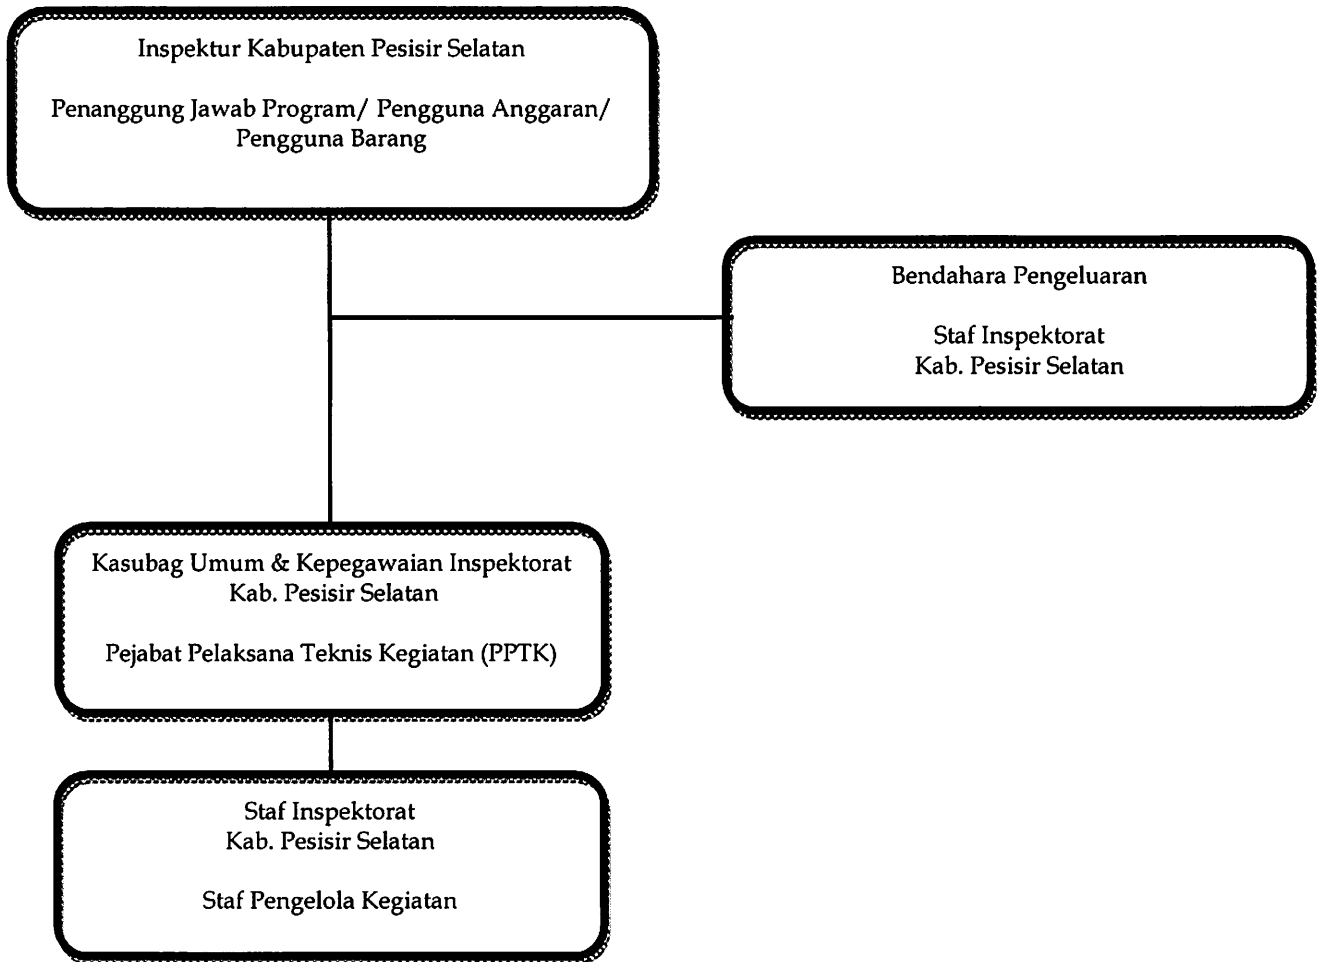 Inspektur Kabupaten Pesisir Selatan
Penanggung Jawab Program/ Pengguna Anggaran/
Pengguna Barang
Bendahara Pengeluaran
Staf Inspektorat
Kab. Pesisir Selatan
Kasubag Umum & Kepegawaian Inspektorat
Kab. Pesisir Selatan
Pejabat Pelaksana Teknis Kegiatan (PPTK)
Staf Inspektorat
Kab. Pesisir Selatan
Staf Pengelola Kegiatan